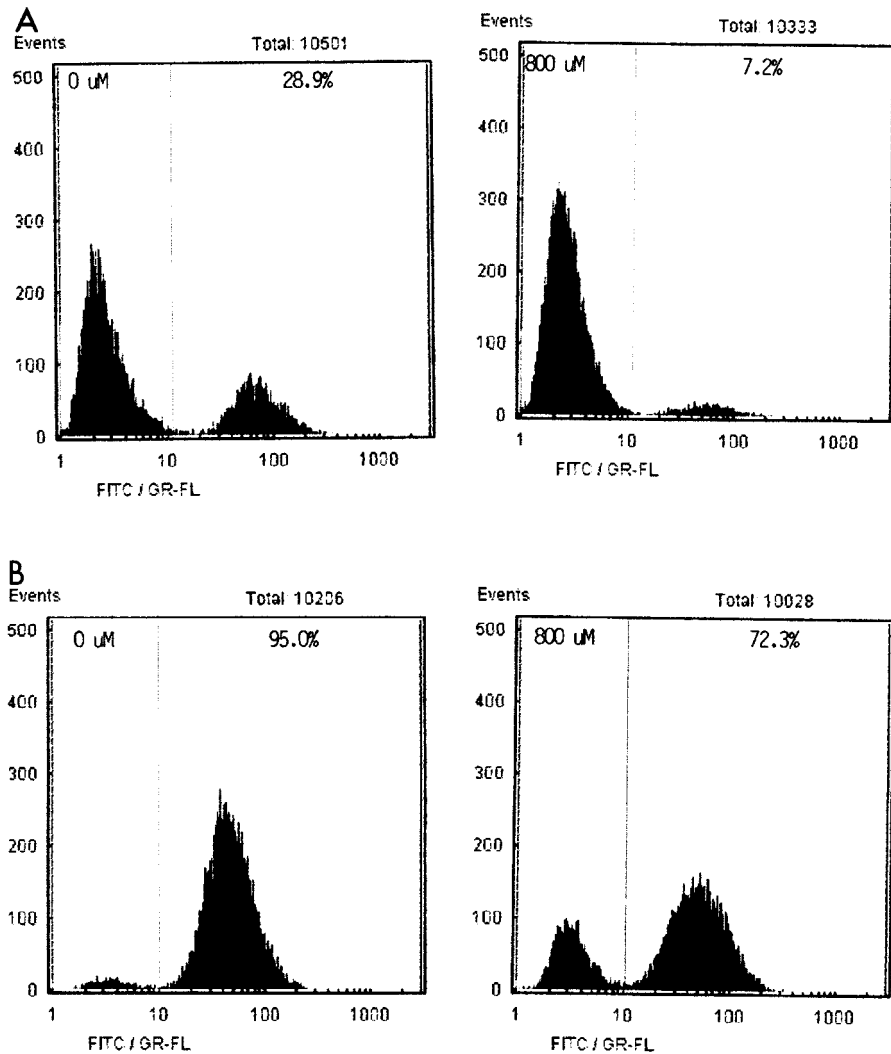 A
Events Total: 10501
0 uM 28.9%
500
400
300
200
100
0
1 10 100 1000
FITC / GR-FL
Events Total: 10333
800 uM 7.2%
500
400
300
200
100
0
1 10 100 1000
FITC / GR-FL
B
Events Total: 10206
0 uM 95.0%
500
400
300
200
100
0
1 10 100 1000
FITC / GR-FL
Events Total: 10028
800 uM 72.3%
500
400
300
200
100
0
1 10 100 1000
FITC / GR-FL